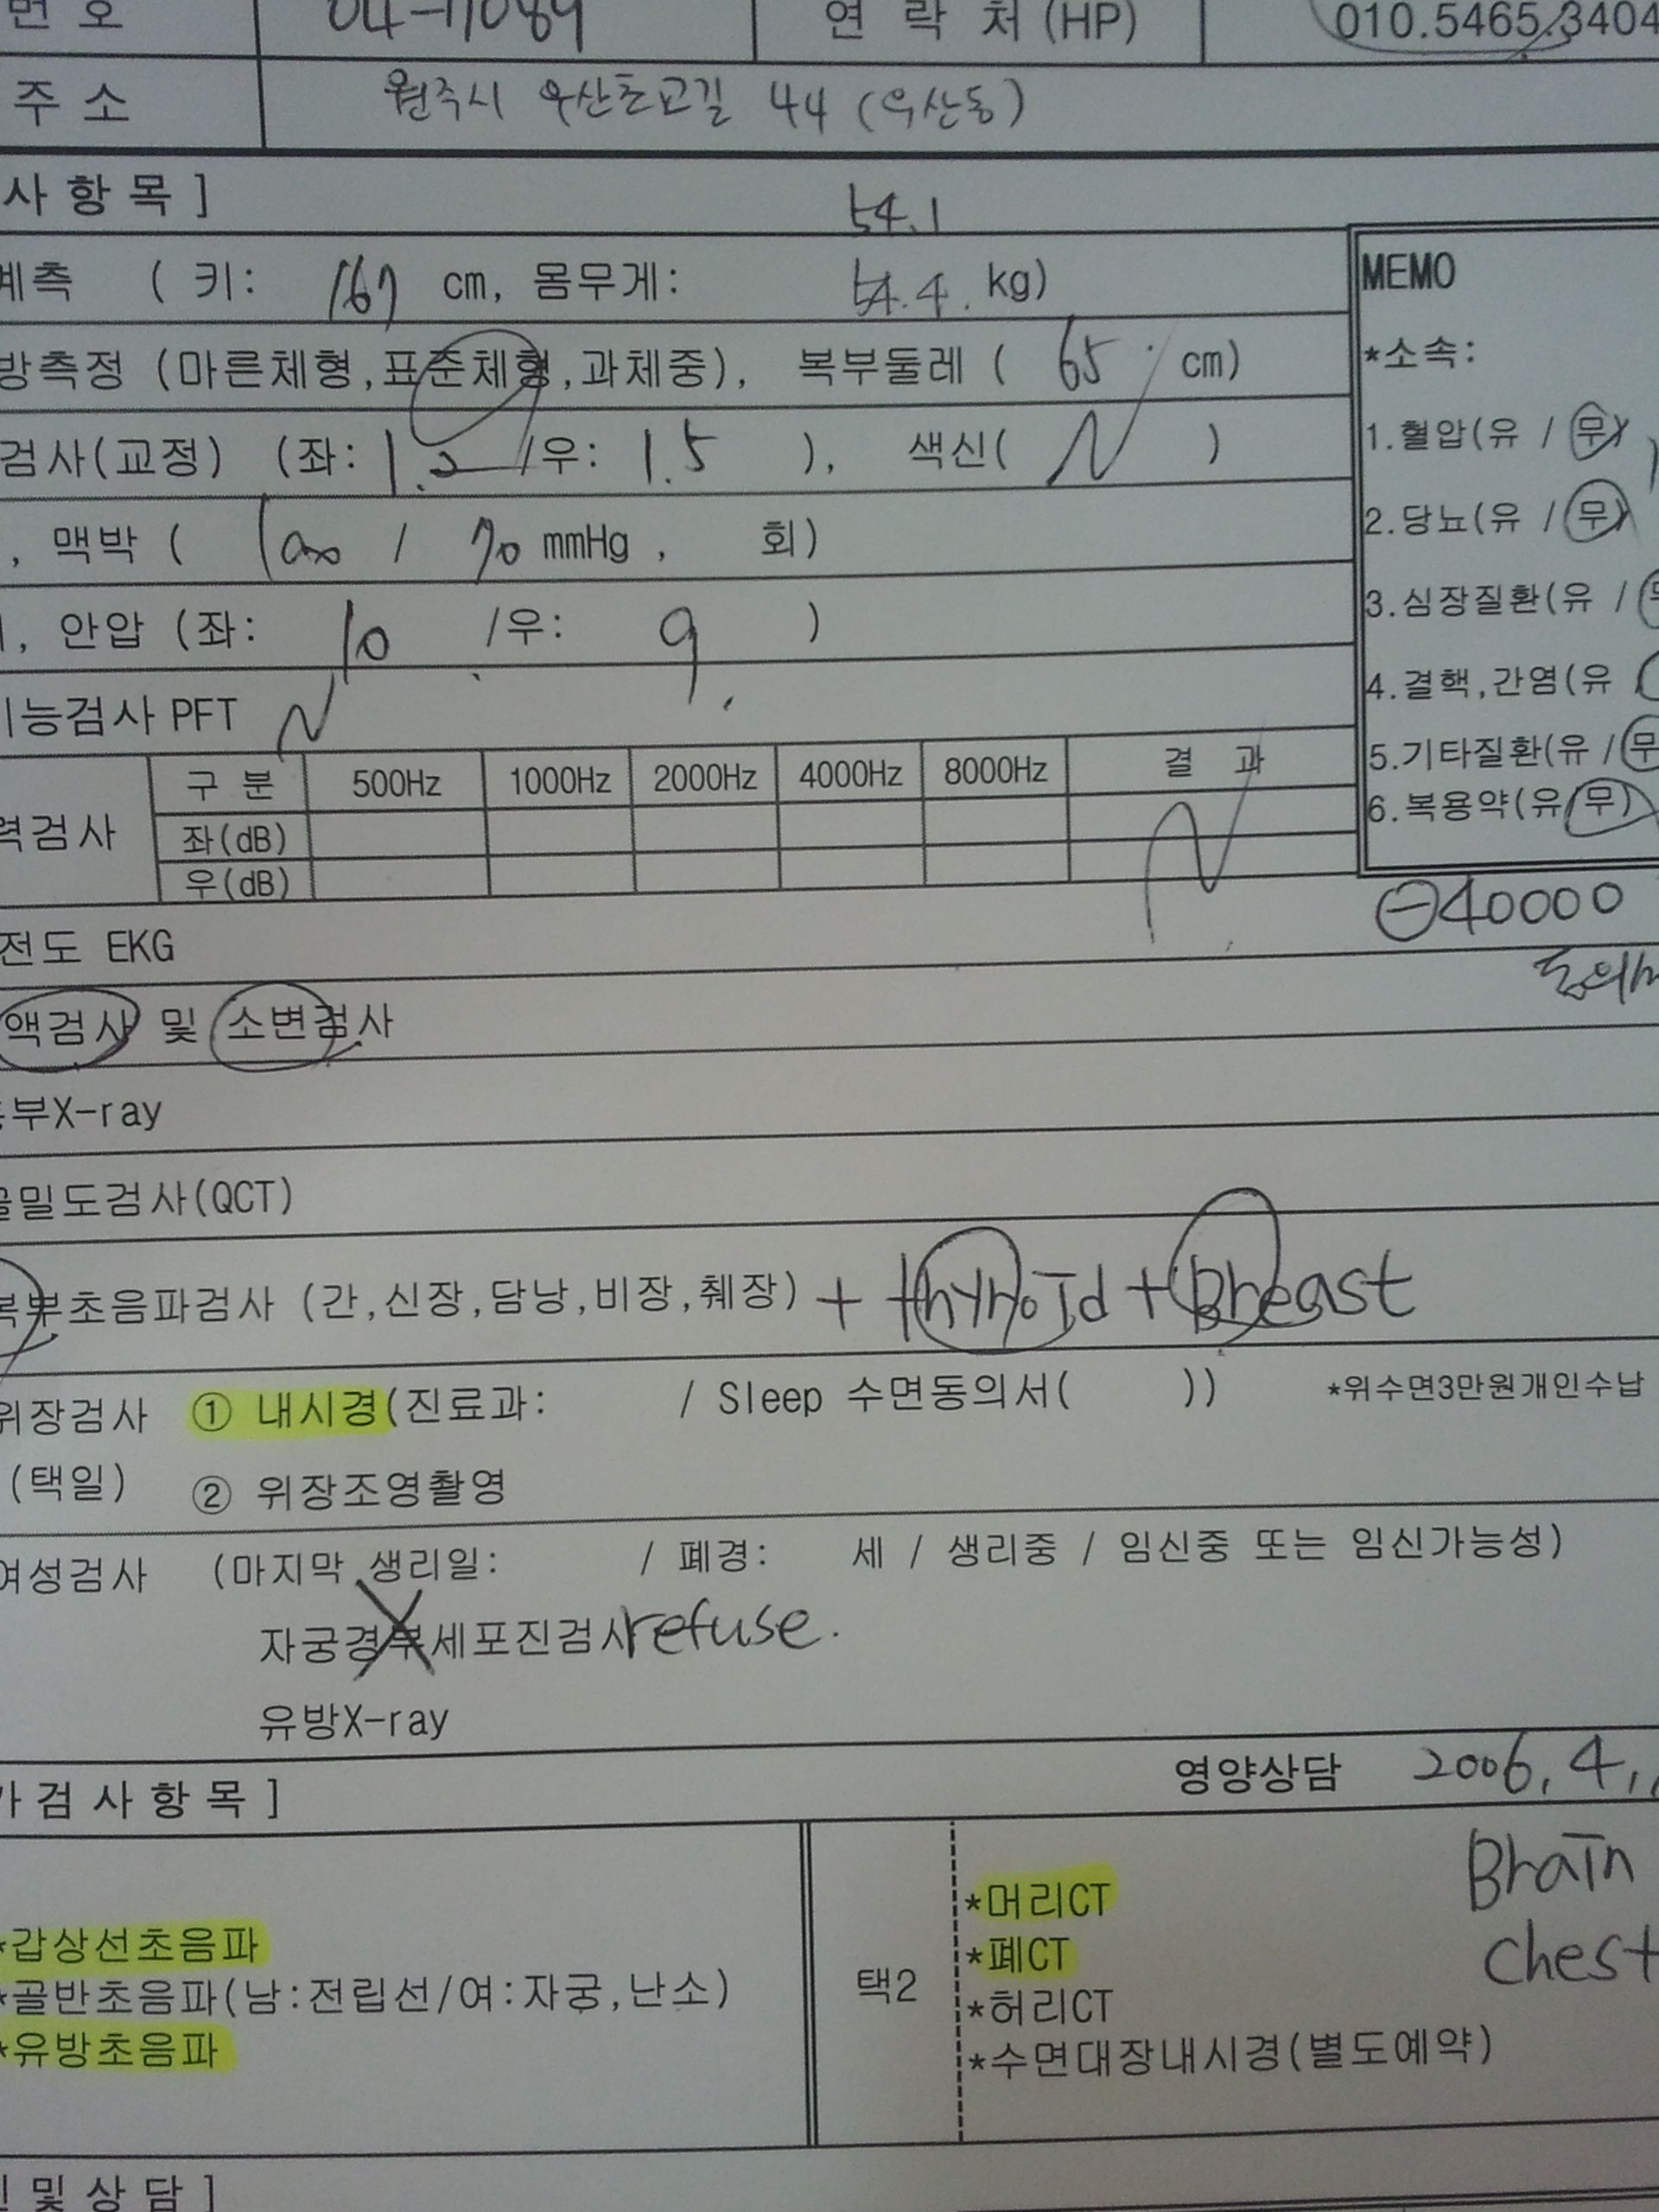 번 호 04-11089 연 락 처 (HP) 010.5465.3404
주 소 원주시 우산초교길 44 (우산동)
사 항 목 ]
54.1
계측 ( 키: 167 cm, 몸무게: 54.4. kg)
방측정 (마른체형,표준체형,과체중), 복부둘레 ( 65 cm)
검사(교정) (좌: 1.2 /우: 1.5 ), 색신( N )
, 맥박 ( 100 / 70 mmHg , 회)
, 안압 (좌: 10 /우: 9 )
기능검사 PFT N
MEMO
*소속:
1.혈압(유 / 무)
2.당뇨(유 / 무)
3.심장질환(유 /
4.결핵,간염(유
5.기타질환(유 / 무
6.복용약(유/무)
구 분 500Hz 1000Hz 2000Hz 4000Hz 8000Hz 결 과
력검사 좌(dB) N
우(dB)
⊖40000
전도 EKG
액검사 및 소변검사
흉부X-ray
골밀도검사(QCT)
복부초음파검사 (간,신장,담낭,비장,췌장) + thyroid + Breast
위장검사 ① 내시경(진료과: / Sleep 수면동의서( )) *위수면3만원개인수납
(택일) ② 위장조영촬영
여성검사 (마지막 생리일: / 폐경: 세 / 생리중 / 임신중 또는 임신가능성)
자궁경부세포진검사 refuse.
유방X-ray
가 검 사 항 목 ] 영양상담 2006. 4.
*갑상선초음파
*골반초음파(남:전립선/여:자궁,난소)
*유방초음파
택2
*머리CT Brain
*폐CT chest
*허리CT
*수면대장내시경(별도예약)
및 상 담 ]